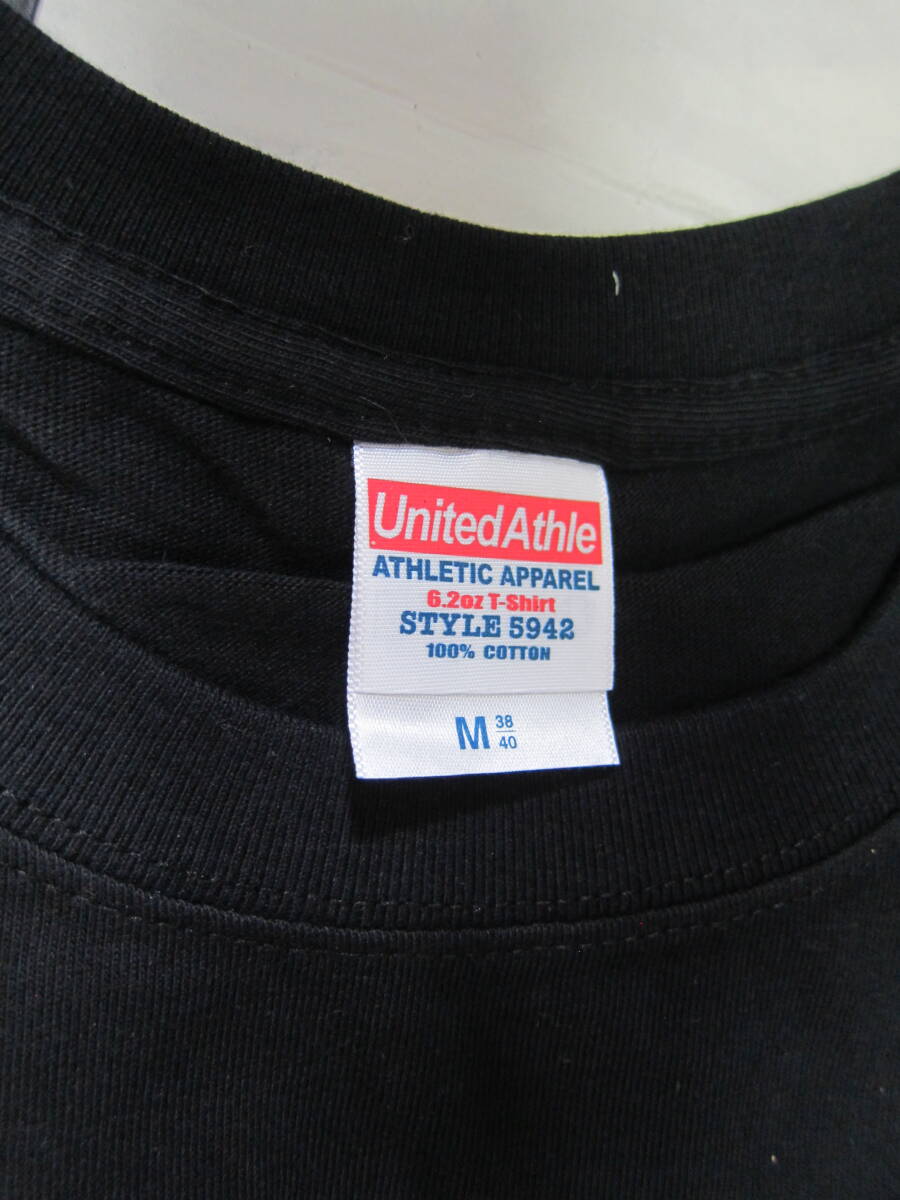 UnitedAthle
ATHLETIC APPAREL
6.2oz T-Shirt
STYLE 5942
100% COTTON
M 38/40